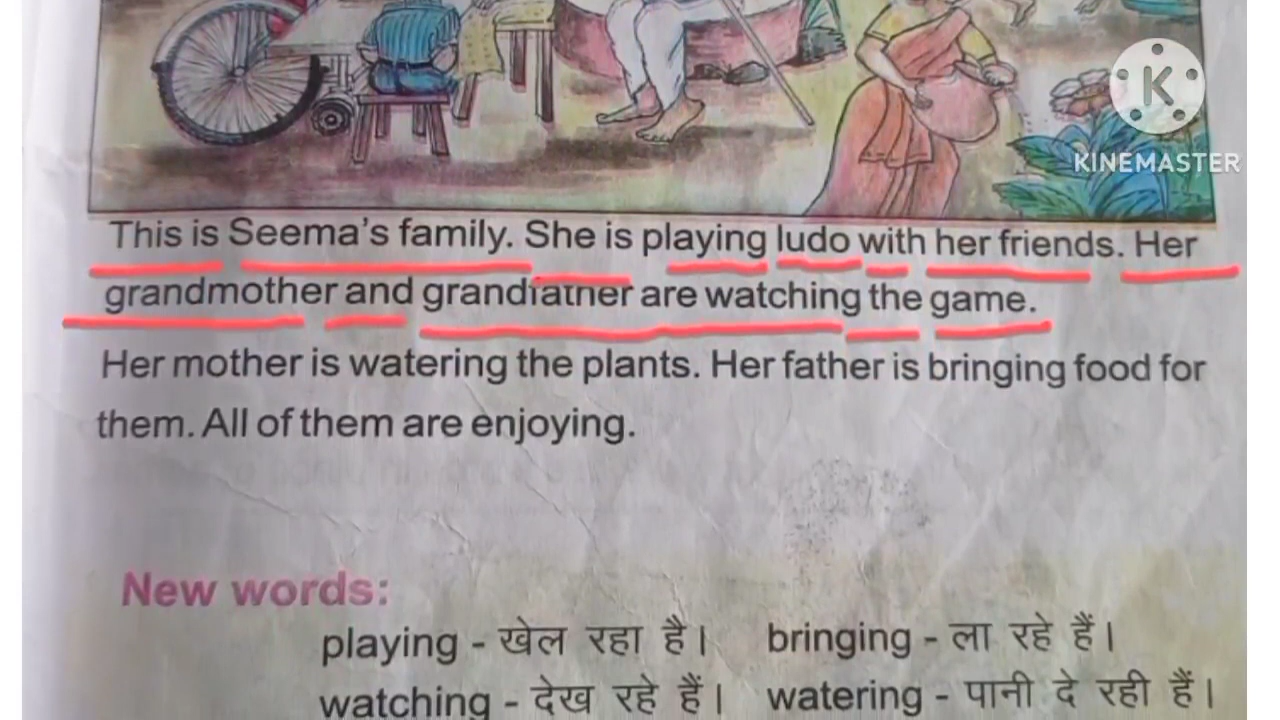 K
KINEMASTER
This is Seema's family. She is playing ludo with her friends. Her
grandmother and grandfather are watching the game.
Her mother is watering the plants. Her father is bringing food for
them. All of them are enjoying.
New words:
playing - खेल रहा है। bringing - ला रहे हैं।
watching - देख रहे हैं। watering - पानी दे रही हैं।